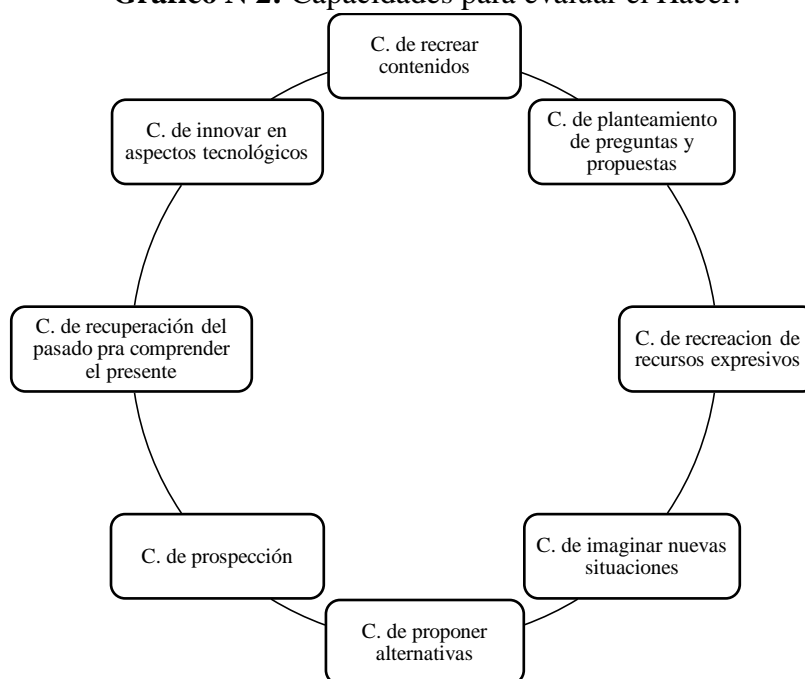 Gráfico N 2: Capacidades para evaluar el Hacer.
C. de recrear
contenidos
C. de planteamiento
de preguntas y
propuestas
C. de recreacion de
recursos expresivos
C. de imaginar nuevas
situaciones
C. de proponer
alternativas
C. de prospección
C. de recuperación del
pasado pra comprender
el presente
C. de innovar en
aspectos tecnológicos